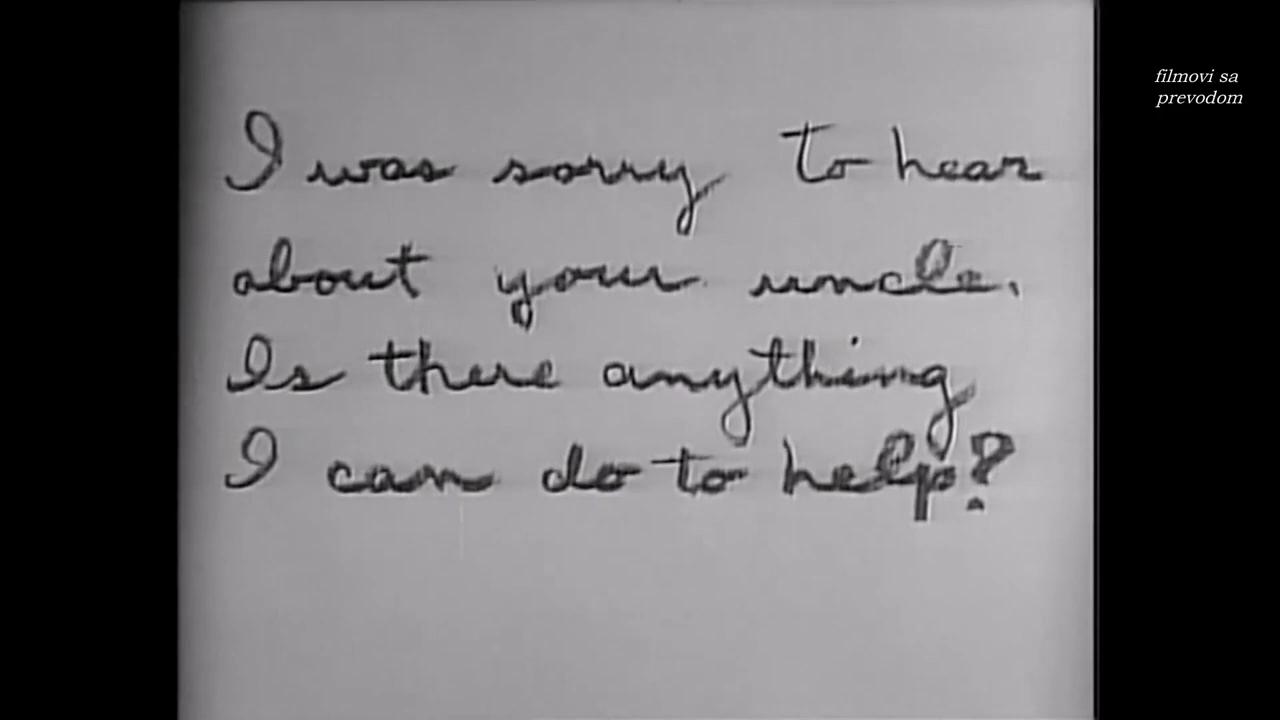 I was sorry to hear
about your uncle.
Is there anything
I can do to help?
filmovi sa
prevodom